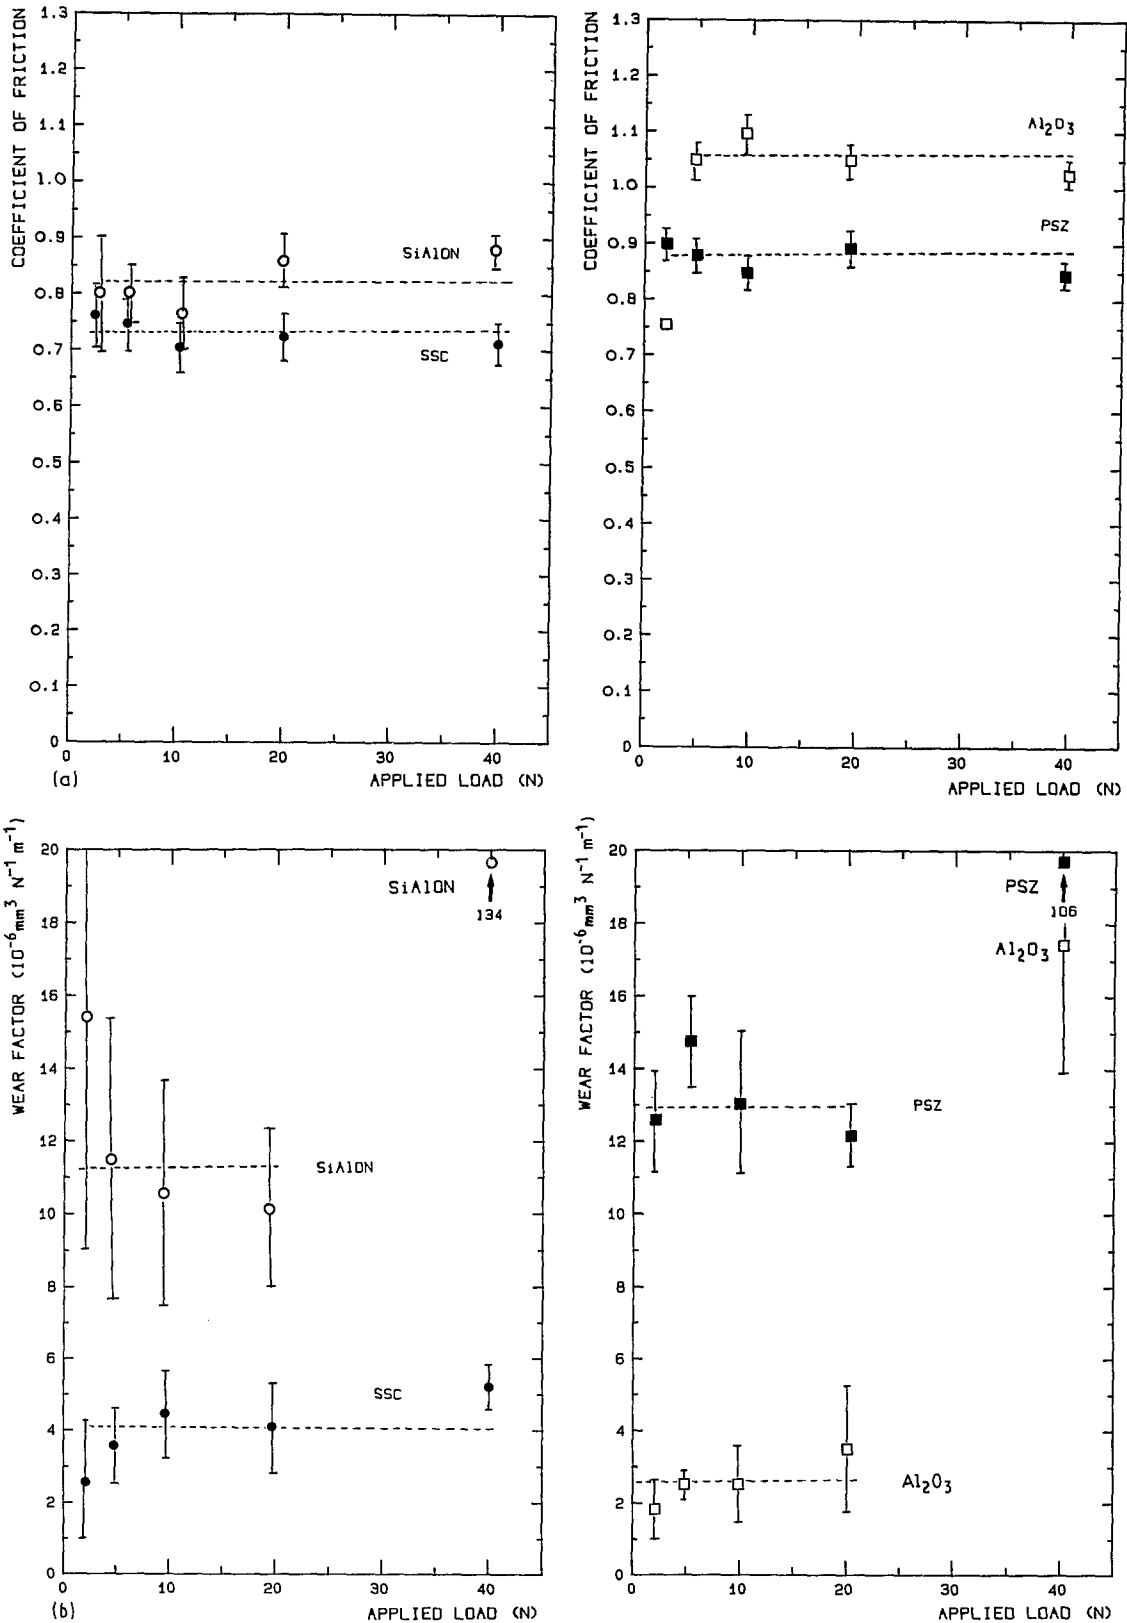 COEFFICIENT OF FRICTION
1.3
1.2
1.1
1.0
0.9
0.8
0.7
0.6
0.5
0.4
0.3
0.2
0.1
0
SiAlON
SSC
0 10 20 30 40
(a) APPLIED LOAD (N)
COEFFICIENT OF FRICTION
1.3
1.2
1.1
1.0
0.9
0.8
0.7
0.6
0.5
0.4
0.3
0.2
0.1
0
Al₂O₃
PSZ
0 10 20 30 40
APPLIED LOAD (N)
WEAR FACTOR (10⁻⁶mm³ N⁻¹ m⁻¹)
20
18
16
14
12
10
8
6
4
2
0
SiAlON
134
SiAlON
SSC
0 10 20 30 40
(b) APPLIED LOAD (N)
WEAR FACTOR (10⁻⁶mm³ N⁻¹ m⁻¹)
20
18
16
14
12
10
8
6
4
2
0
PSZ
106
Al₂O₃
PSZ
Al₂O₃
0 10 20 30 40
APPLIED LOAD (N)